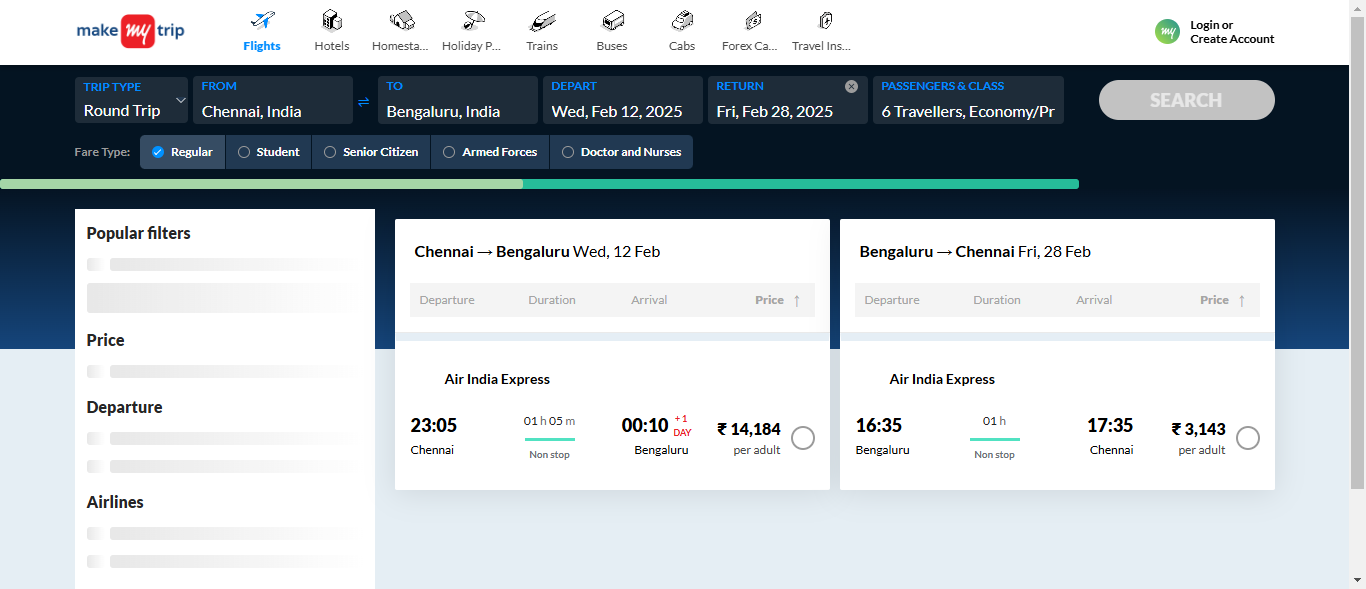 make my trip
Flights
Hotels
Homesta...
Holiday P...
Trains
Buses
Cabs
Forex Ca...
Travel Ins...
my
Login or
Create Account
TRIP TYPE
Round Trip
FROM
Chennai, India
TO
Bengaluru, India
DEPART
Wed, Feb 12, 2025
RETURN
Fri, Feb 28, 2025
PASSENGERS & CLASS
6 Travellers, Economy/Pr
SEARCH
Fare Type:
Regular
Student
Senior Citizen
Armed Forces
Doctor and Nurses
Popular filters
Price
Departure
Airlines
Chennai → Bengaluru Wed, 12 Feb
Departure Duration Arrival Price ↑
Air India Express
23:05 01 h 05 m 00:10 +1 DAY ₹ 14,184
Chennai Non stop Bengaluru per adult
Bengaluru → Chennai Fri, 28 Feb
Departure Duration Arrival Price ↑
Air India Express
16:35 01 h 17:35 ₹ 3,143
Bengaluru Non stop Chennai per adult